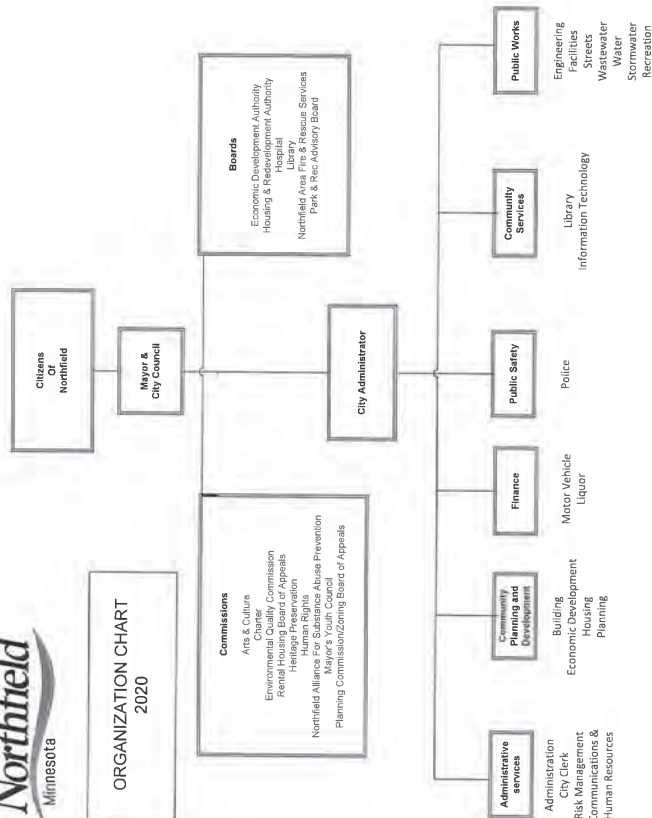 Northfield
Minnesota
ORGANIZATION CHART
2020
Citizens
Of
Northfield
Mayor &
City Council
Commissions
Arts & Culture
Charter
Environmental Quality Commission
Rental Housing Board of Appeals
Heritage Preservation
Human Rights
Northfield Alliance For Substance Abuse Prevention
Mayor's Youth Council
Planning Commission/Zoning Board of Appeals
Boards
Economic Development Authority
Housing & Redevelopment Authority
Hospital
Library
Northfield Area Fire & Rescue Services
Park & Rec Advisory Board
City Administrator
Administrative
services
Administration
City Clerk
Risk Management
Communications &
Human Resources
Community
Planning and
Development
Building
Economic Development
Housing
Planning
Finance
Motor Vehicle
Liquor
Public Safety
Police
Community
Services
Library
Information Technology
Public Works
Engineering
Facilities
Streets
Wastewater
Water
Stormwater
Recreation